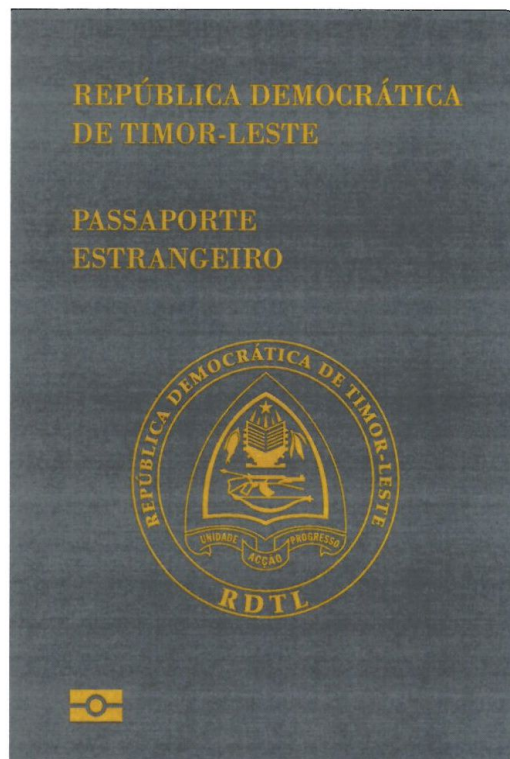 REPÚBLICA DEMOCRÁTICA
DE TIMOR-LESTE
PASSAPORTE
ESTRANGEIRO
REPÚBLICA DEMOCRÁTICA DE TIMOR-LESTE
UNIDADE ACÇÃO PROGRESSO
RDTL